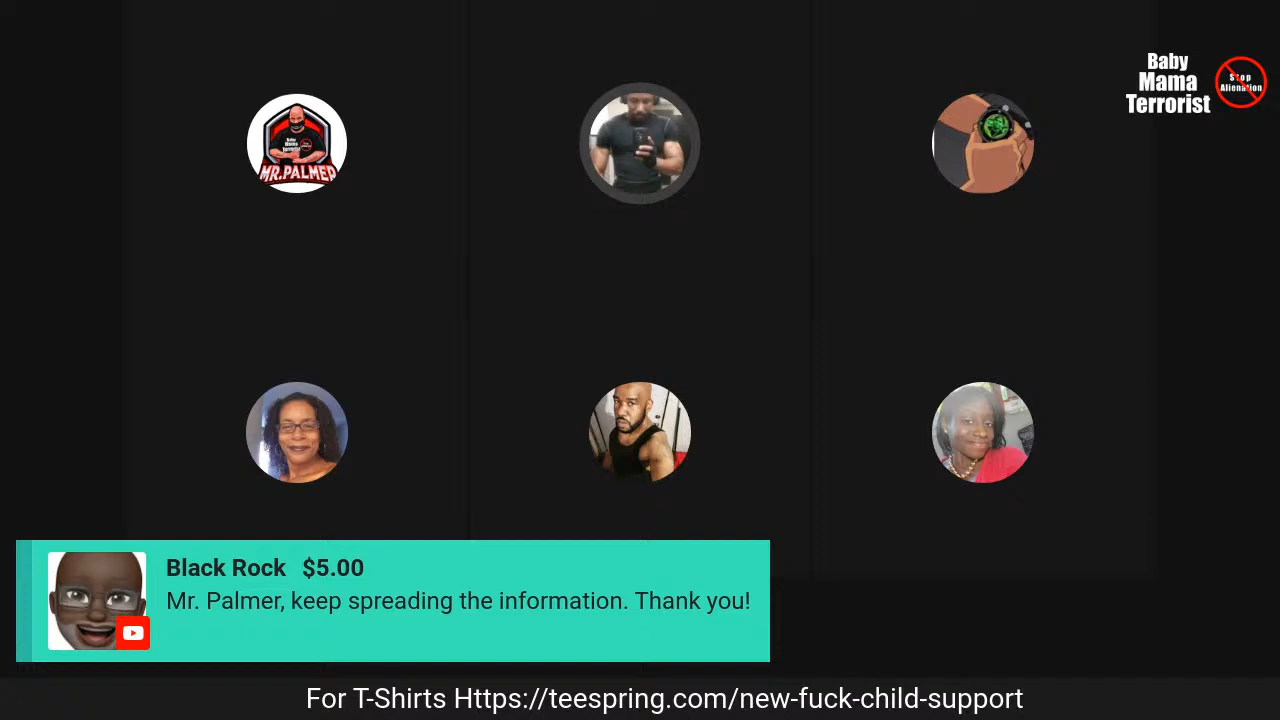 Baby
Mama
Terrorist
Stop
Alienation
MR.PALMER
Black Rock $5.00
Mr. Palmer, keep spreading the information. Thank you!
For T-Shirts Https://teespring.com/new-fuck-child-support